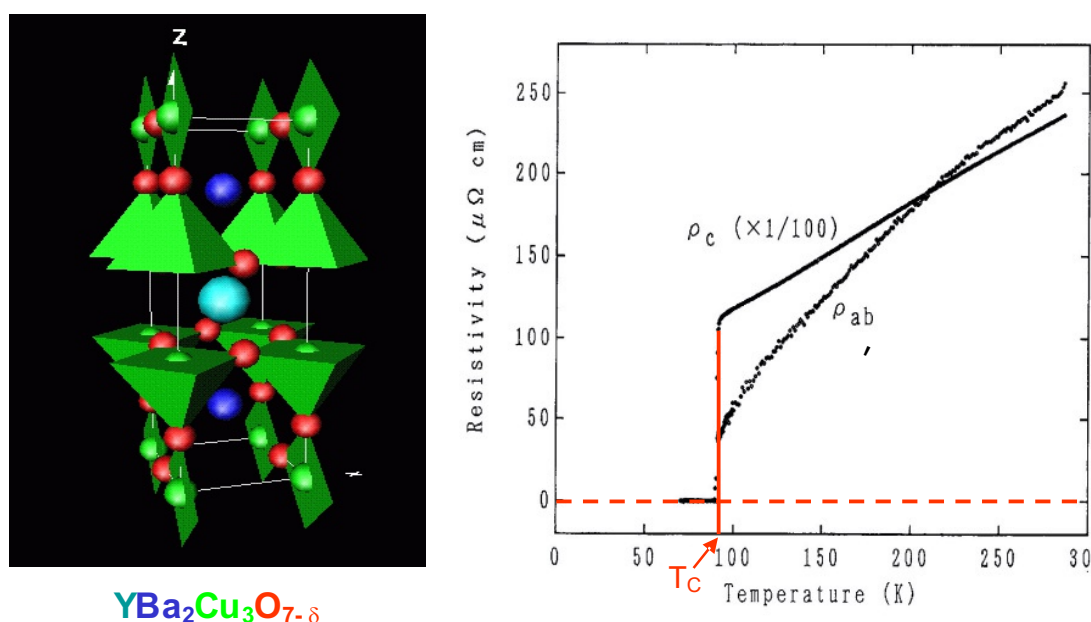 z
YBa₂Cu₃O₇₋δ
Resistivity (μΩ cm)
250
200
150
100
50
0
ρc (×1/100)
ρab
0 50 100 150 200 250 30
TC
Temperature (K)